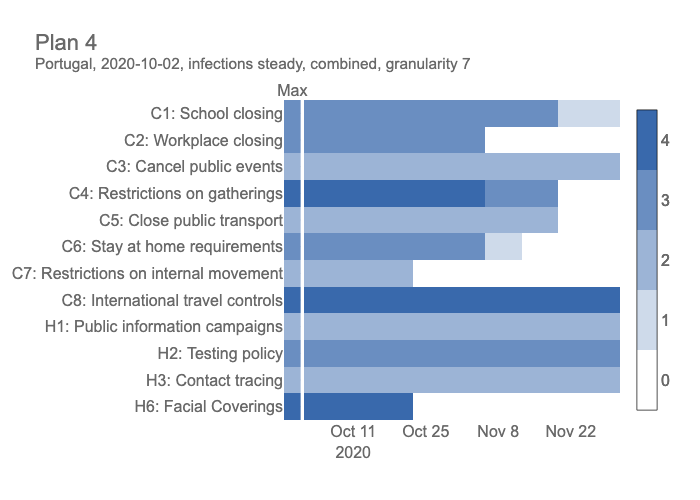 Plan 4
Portugal, 2020-10-02, infections steady, combined, granularity 7
Max
C1: School closing
C2: Workplace closing
C3: Cancel public events
C4: Restrictions on gatherings
C5: Close public transport
C6: Stay at home requirements
C7: Restrictions on internal movement
C8: International travel controls
H1: Public information campaigns
H2: Testing policy
H3: Contact tracing
H6: Facial Coverings
Oct 11 Oct 25 Nov 8 Nov 22
2020
4
3
2
1
0